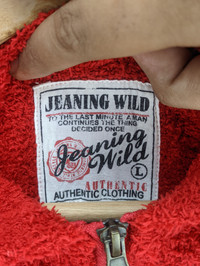 JEANING WILD
TO THE LAST MINUTE A MAN
CONTINUES THE THING
DECIDED ONCE
Jeaning
Wild
L
AUTHENTIC
AUTHENTIC CLOTHING